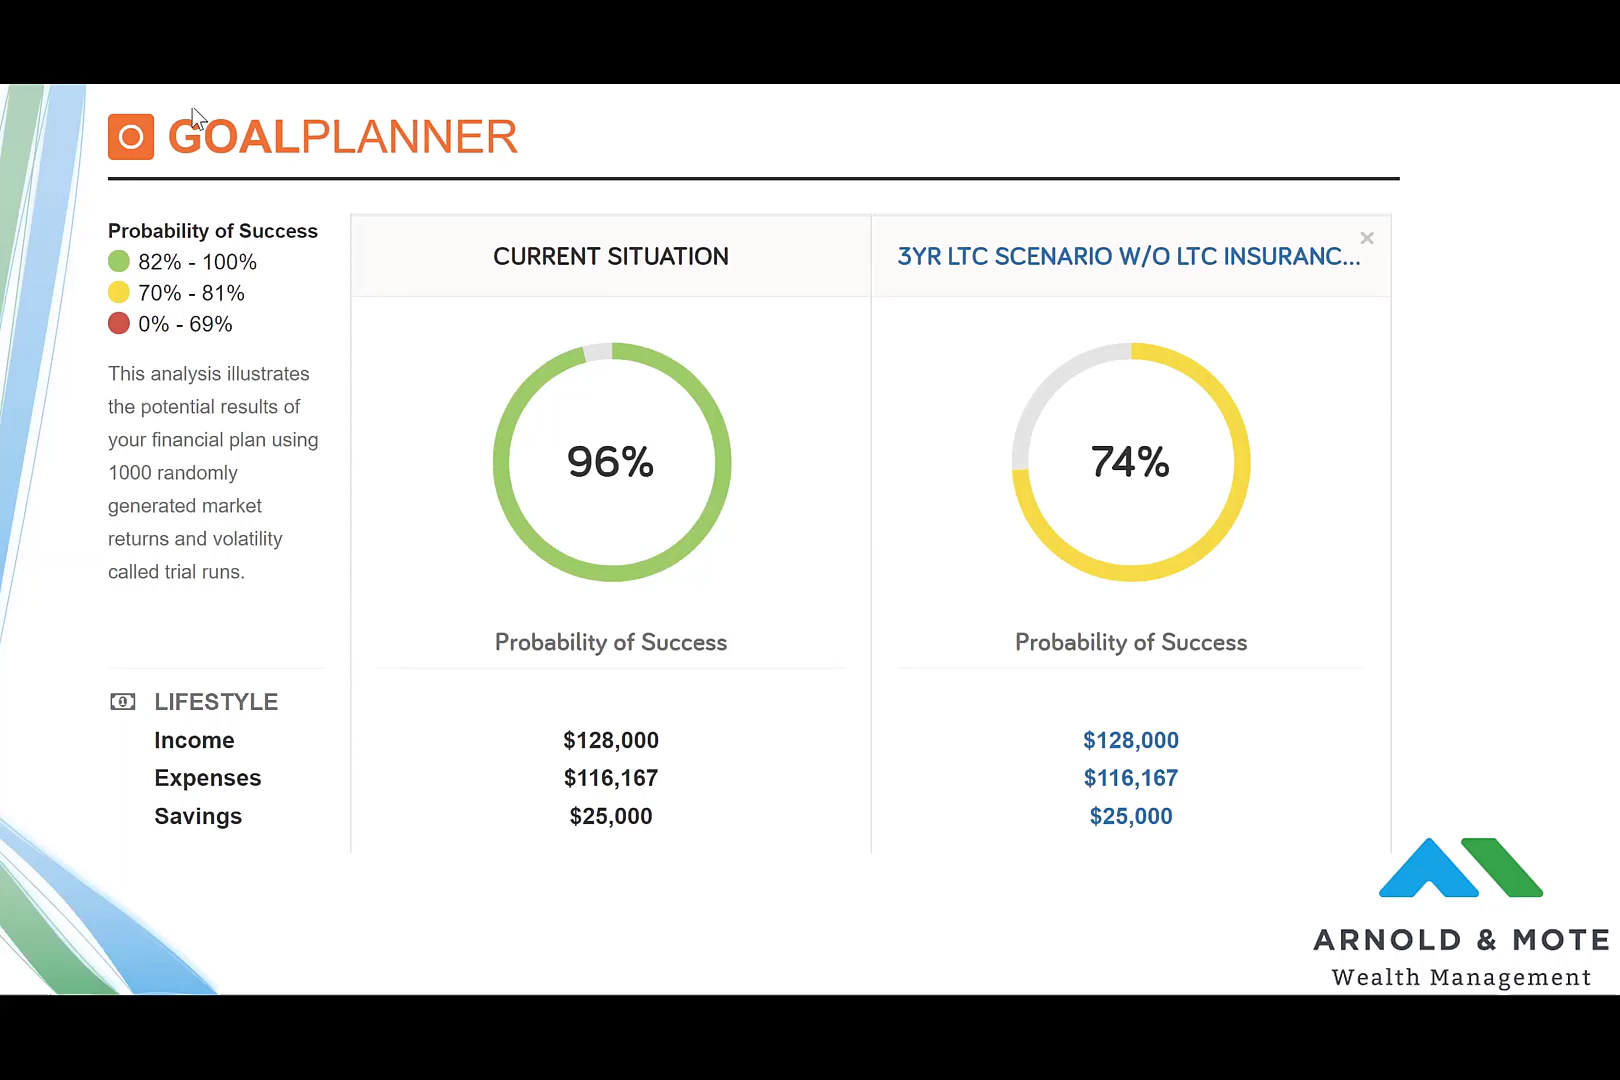 GOALPLANNER
Probability of Success
82% - 100%
70% - 81%
0% - 69%
This analysis illustrates
the potential results of
your financial plan using
1000 randomly
generated market
returns and volatility
called trial runs.
CURRENT SITUATION
3YR LTC SCENARIO W/O LTC INSURANC...
96%
74%
Probability of Success
Probability of Success
LIFESTYLE
Income $128,000 $128,000
Expenses $116,167 $116,167
Savings $25,000 $25,000
ARNOLD & MOTE
Wealth Management